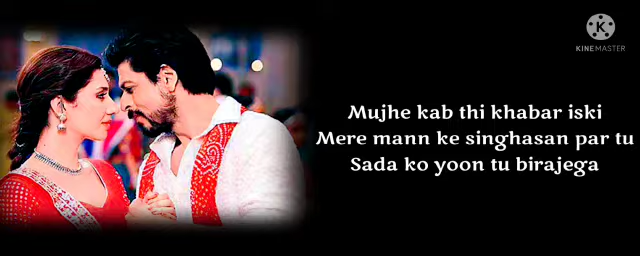 K
KINEMASTER
Mujhe kab thi khabar iski
Mere mann ke singhasan par tu
Sada ko yoon tu birajega